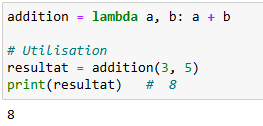 addition = lambda a, b: a + b
# Utilisation
resultat = addition(3, 5)
print(resultat)   # 8
8